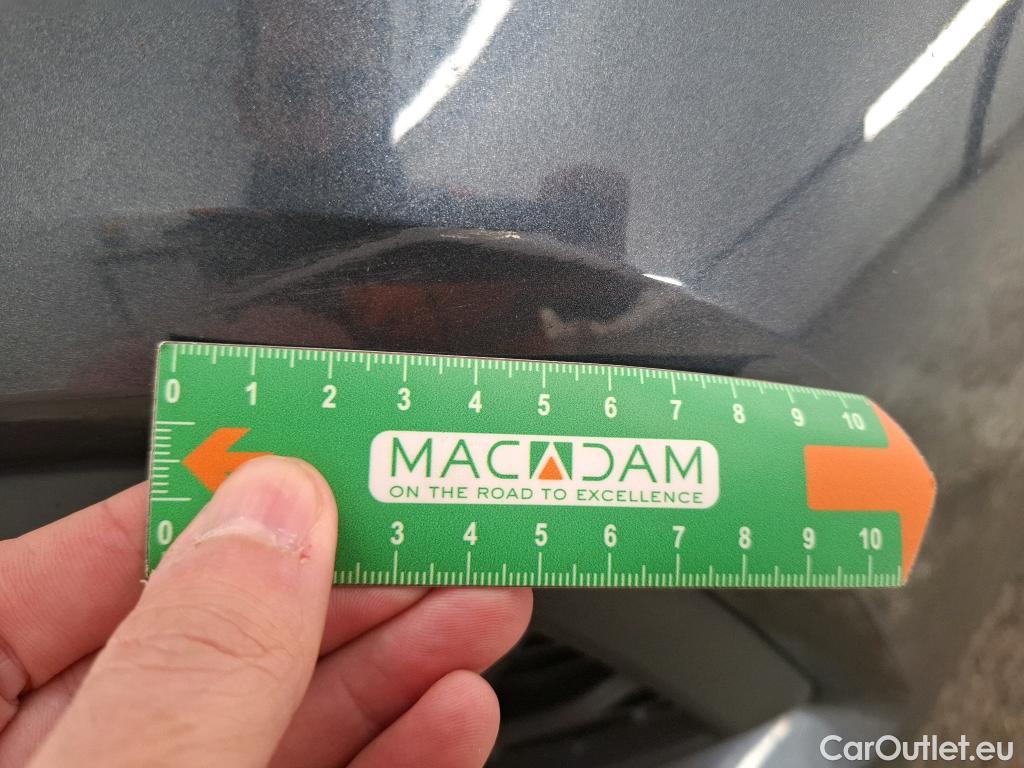 0 1 2 3 4 5 6 7 8 9 10
MACADAM
ON THE ROAD TO EXCELLENCE
0 3 4 5 6 7 8 9 10
CarOutlet.eu